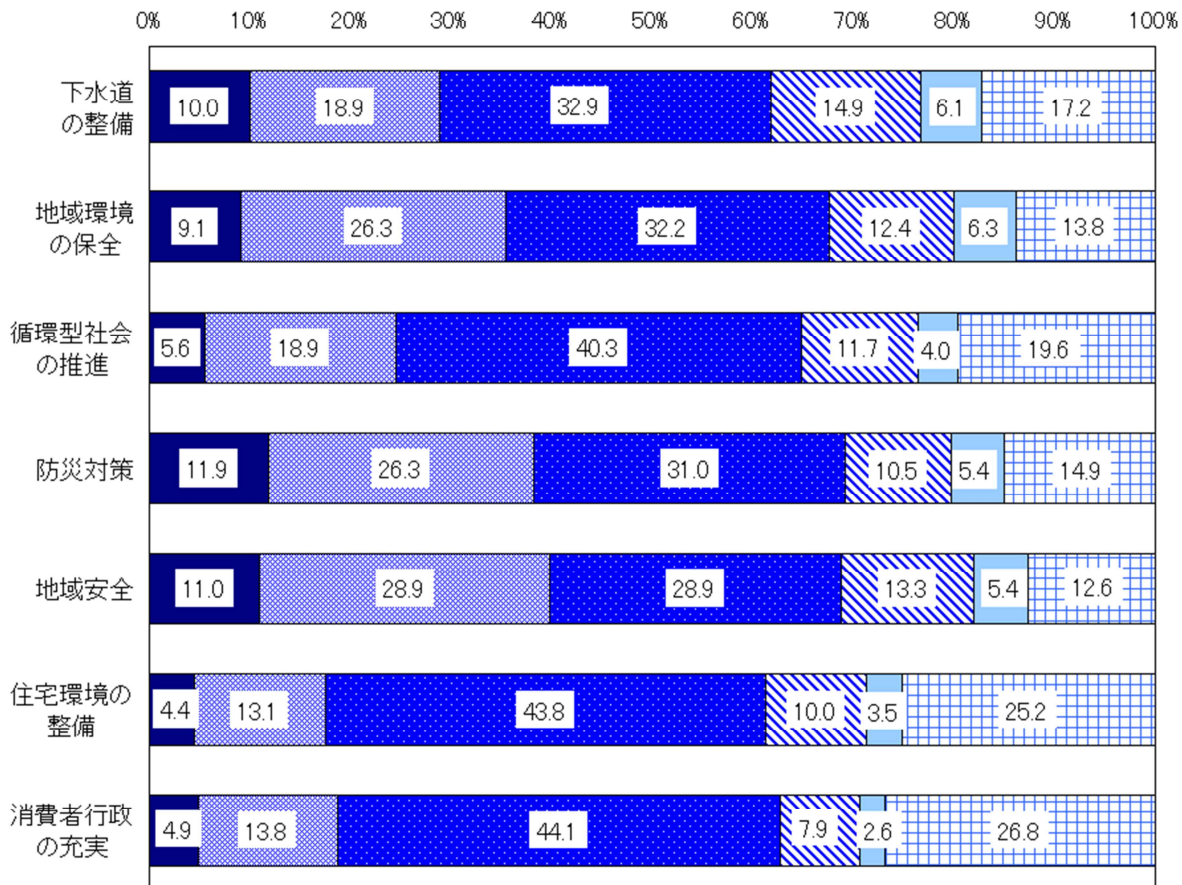 0% 10% 20% 30% 40% 50% 60% 70% 80% 90% 100%
下水道
の整備
10.0 18.9 32.9 14.9 6.1 17.2
地域環境
の保全
9.1 26.3 32.2 12.4 6.3 13.8
循環型社会
の推進
5.6 18.9 40.3 11.7 4.0 19.6
防災対策
11.9 26.3 31.0 10.5 5.4 14.9
地域安全
11.0 28.9 28.9 13.3 5.4 12.6
住宅環境の
整備
4.4 13.1 43.8 10.0 3.5 25.2
消費者行政
の充実
4.9 13.8 44.1 7.9 2.6 26.8